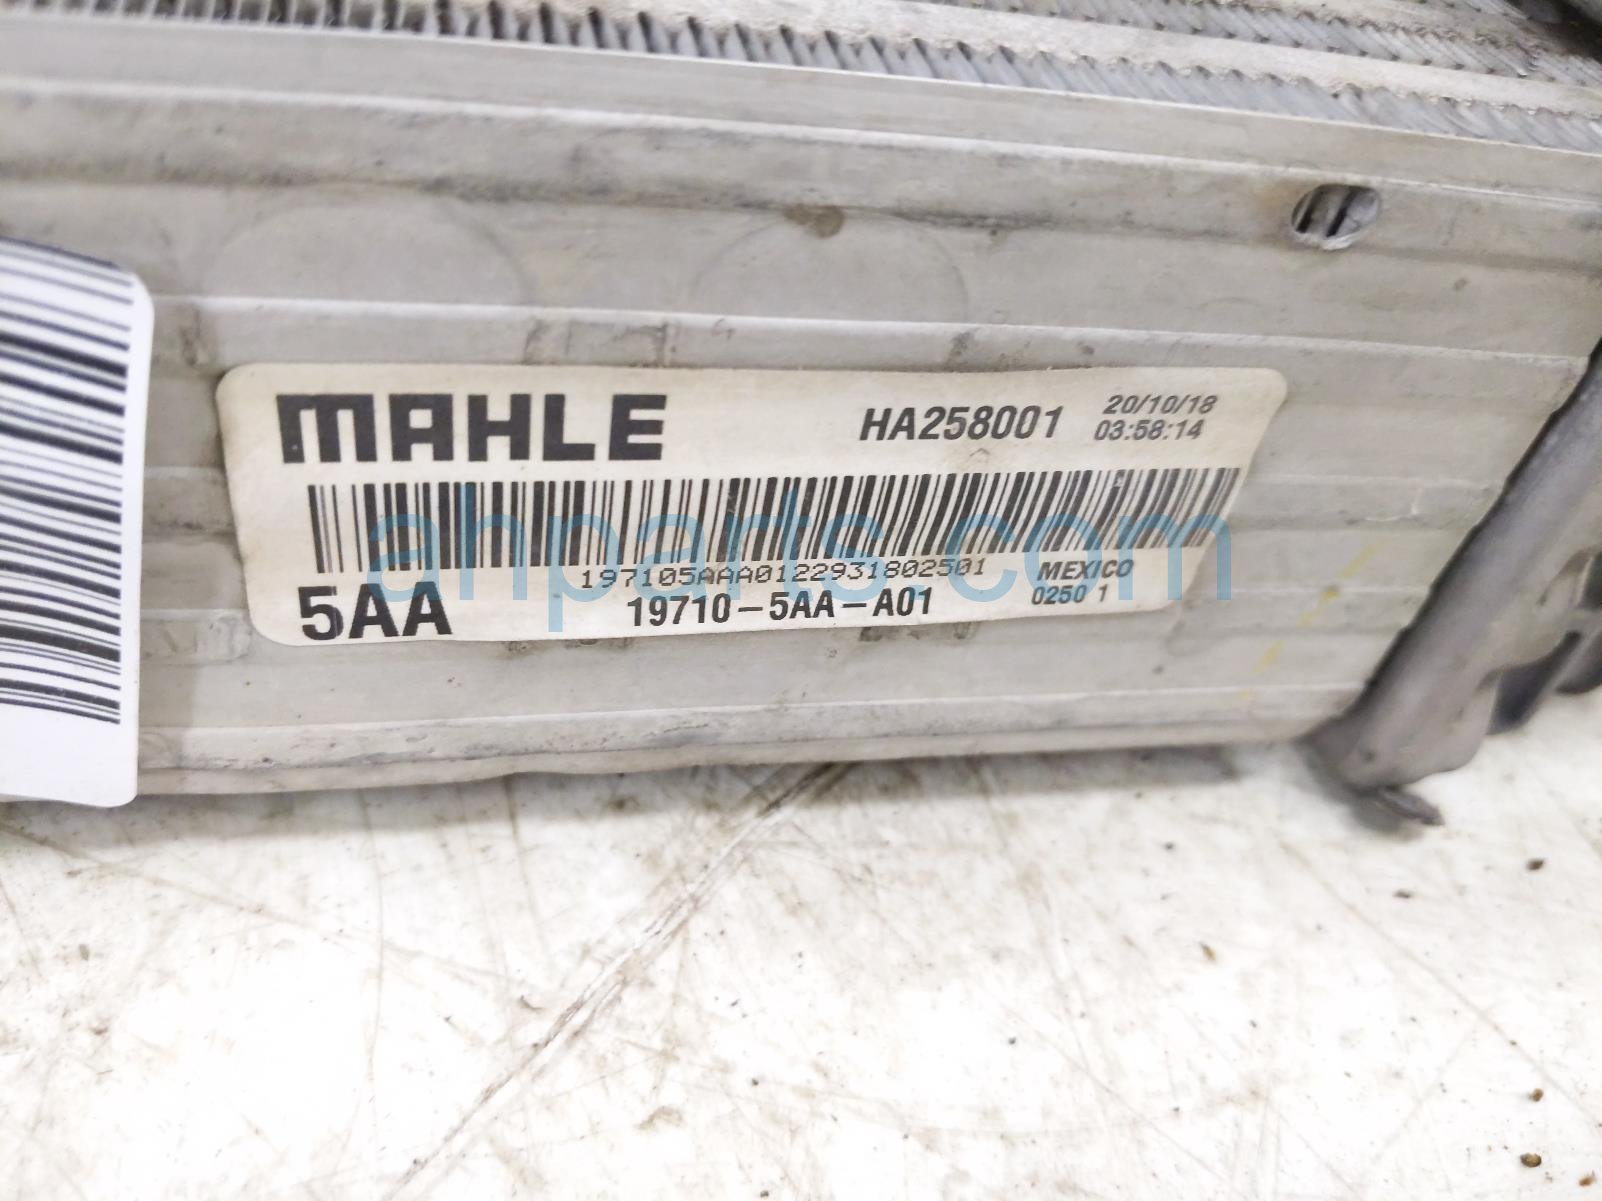 MAHLE
HA258001
20/10/18
03:58:14
197105AAA0122931802501
MEXICO
5AA
19710-5AA-A01
0250 1
ahparts.com